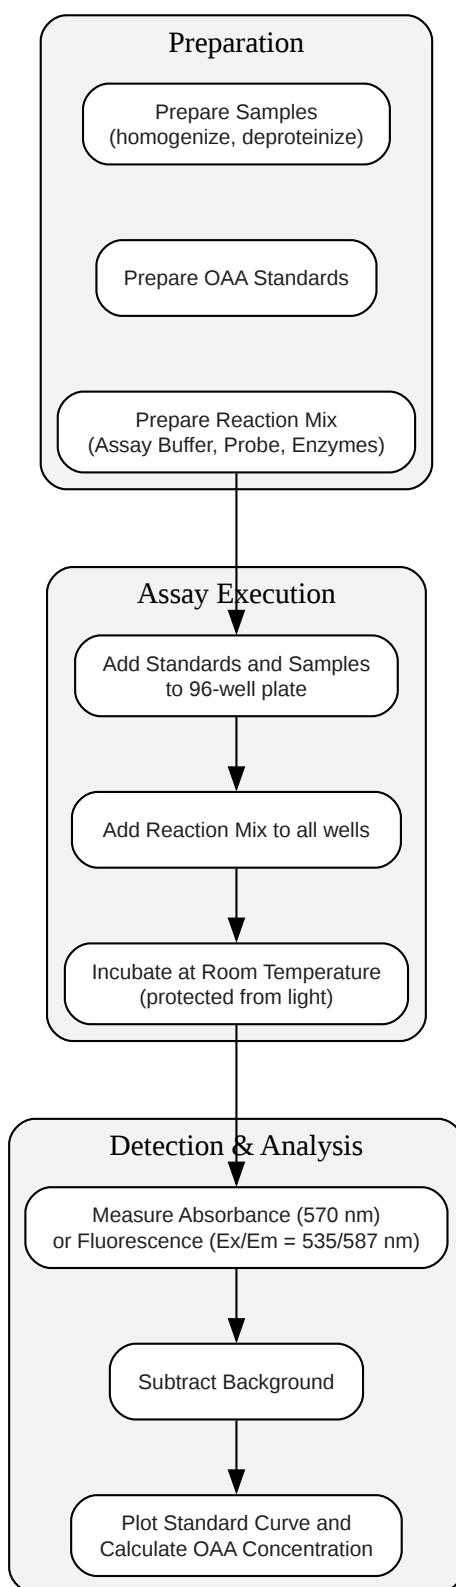 Preparation
Prepare Samples
(homogenize, deproteinize)
Prepare OAA Standards
Prepare Reaction Mix
(Assay Buffer, Probe, Enzymes)
Assay Execution
Add Standards and Samples
to 96-well plate
Add Reaction Mix to all wells
Incubate at Room Temperature
(protected from light)
Detection & Analysis
Measure Absorbance (570 nm)
or Fluorescence (Ex/Em = 535/587 nm)
Subtract Background
Plot Standard Curve and
Calculate OAA Concentration